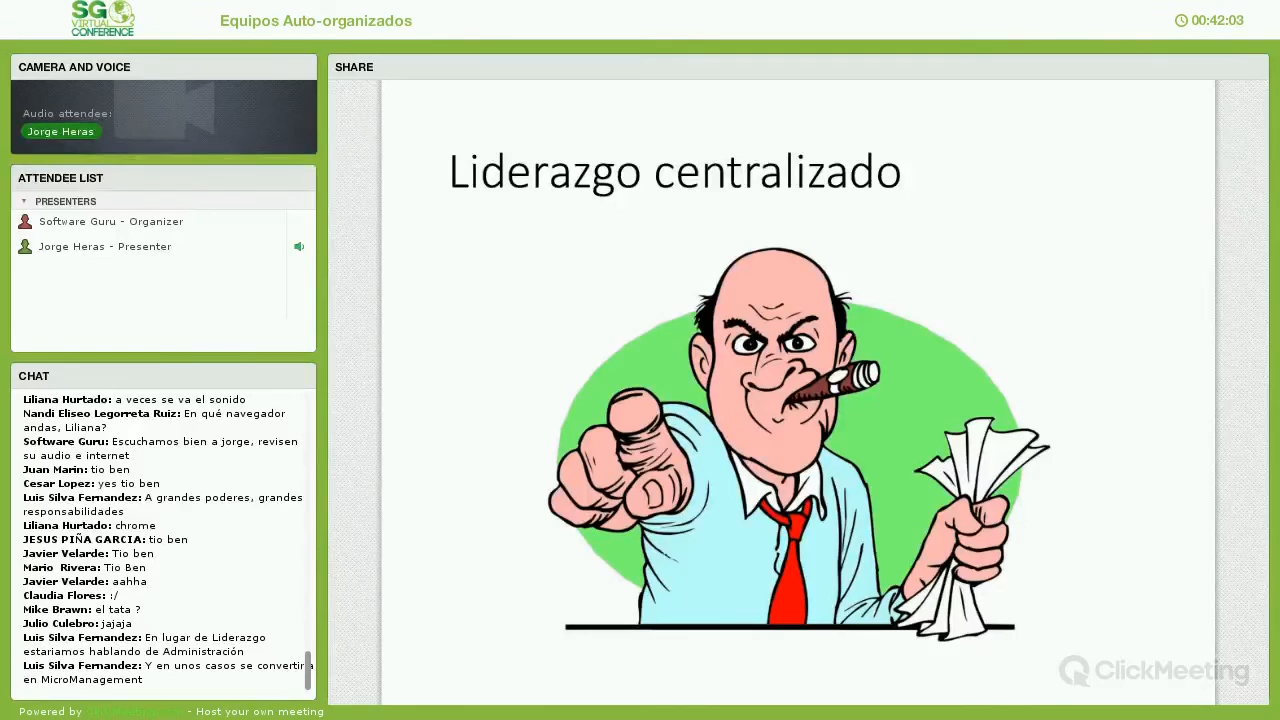 SG
VIRTUAL
CONFERENCE
Equipos Auto-organizados
00:42:03
CAMERA AND VOICE
Audio attendee:
Jorge Heras
ATTENDEE LIST
PRESENTERS
Software Guru - Organizer
Jorge Heras - Presenter
CHAT
Liliana Hurtado: veces se va el sonido
Nandi Eliseo Legorreta Ruiz: En qué navegador
andas, Liliana?
Software Guru: Escuchamos bien a jorge, revisen
su audio e internet
Juan Marin: tio ben
Cesar Lopez: yes tio ben
Luis Silva Fernandez: A grandes poderes, grandes
responsabilidades
Liliana Hurtado: chrome
JESUS PIÑA GARCIA: tio ben
Javier Velarde: Tio ben
Mario Rivera: Tio Ben
Javier Velarde: aahha
Claudia Flores: :/
Mike Brawn: el tata ?
Julio Culebro: jajaja
Luis Silva Fernandez: En lugar de Liderazgo
estariamos hablando de Administración
Luis Silva Fernandez: Y en unos casos se convertira
en MicroManagement
Powered by - Host your own meeting
SHARE
Liderazgo centralizado
ClickMeeting